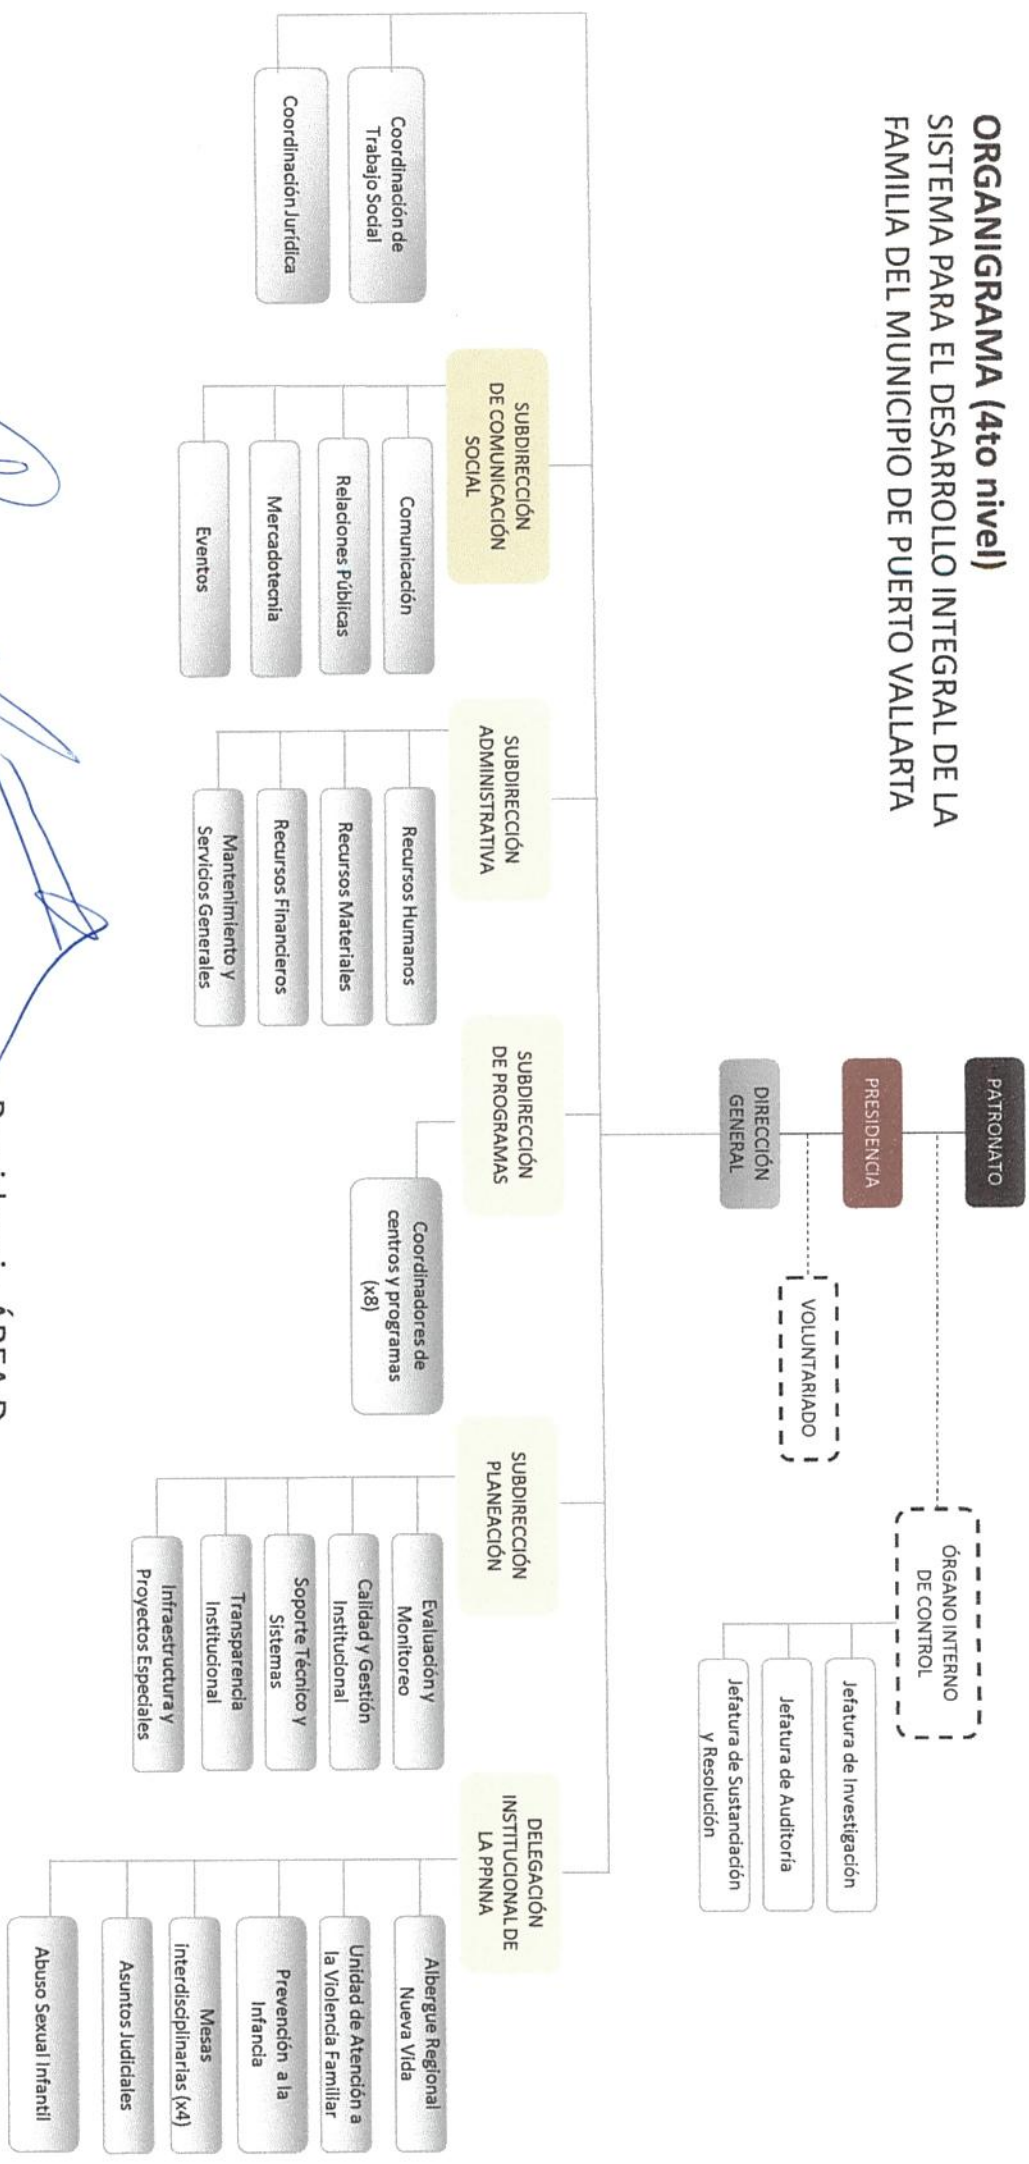 ORGANIGRAMA (4to nivel)
SISTEMA PARA EL DESARROLLO INTEGRAL DE LA
FAMILIA DEL MUNICIPIO DE PUERTO VALLARTA
PATRONATO
PRESIDENCIA
DIRECCIÓN
GENERAL
VOLUNTARIADO
ÓRGANO INTERNO
DE CONTROL
Jefatura de Investigación
Jefatura de Auditoría
Jefatura de Sustanciación
y Resolución
Coordinación de
Trabajo Social
Coordinación Jurídica
SUBDIRECCIÓN
DE COMUNICACIÓN
SOCIAL
Comunicación
Relaciones Públicas
Mercadotecnia
Eventos
SUBDIRECCIÓN
ADMINISTRATIVA
Recursos Humanos
Recursos Materiales
Recursos Financieros
Mantenimiento y
Servicios Generales
SUBDIRECCIÓN
DE PROGRAMAS
Coordinadores de
centros y programas
(x8)
SUBDIRECCIÓN
PLANEACIÓN
Evaluación y
Monitoreo
Calidad y Gestión
Institucional
Soporte Técnico y
Sistemas
Transparencia
Institucional
Infraestructura y
Proyectos Especiales
DELEGACIÓN
INSTITUCIONAL DE
LA PPNNA
Albergue Regional
Nueva Vida
Unidad de Atención a
la Violencia Familiar
Prevención a la
Infancia
Mesas
interdisciplinarias (x4)
Asuntos Judiciales
Abuso Sexual Infantil